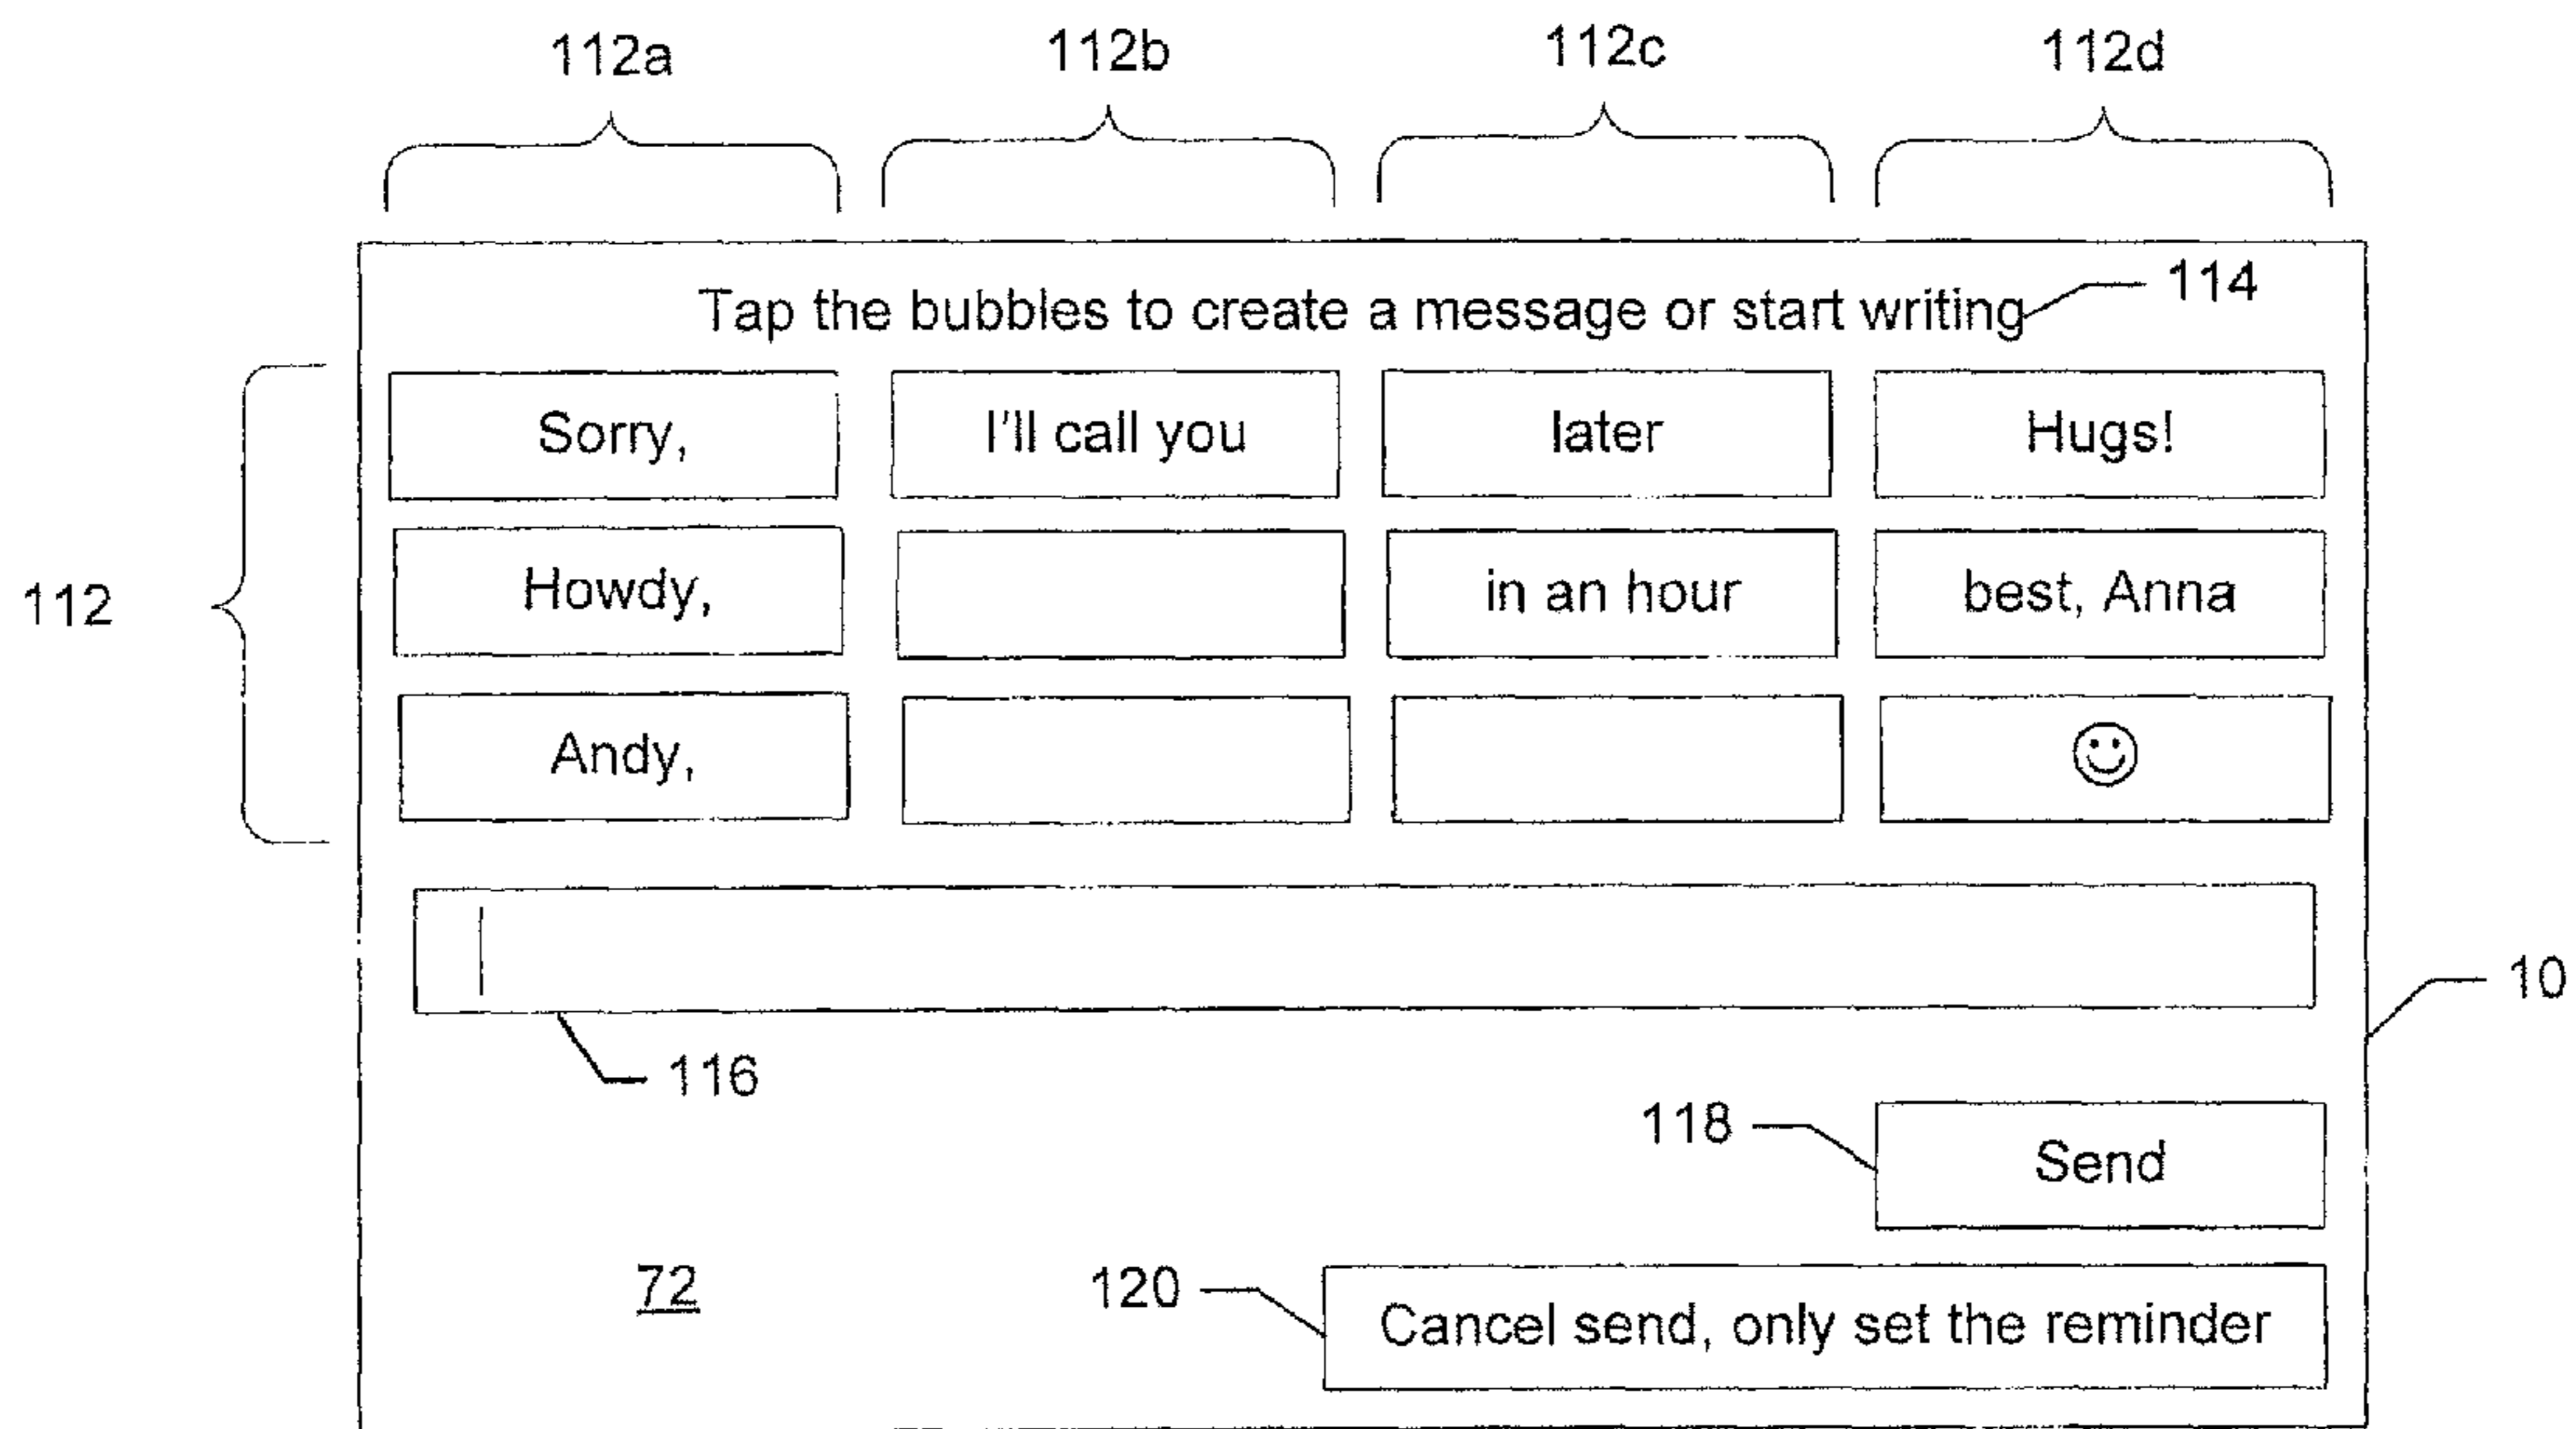 112a 112b 112c 112d
Tap the bubbles to create a message or start writing 114
Sorry, I'll call you later Hugs!
112 Howdy, in an hour best, Anna
Andy,
10
116
118 Send
72 120 Cancel send, only set the reminder